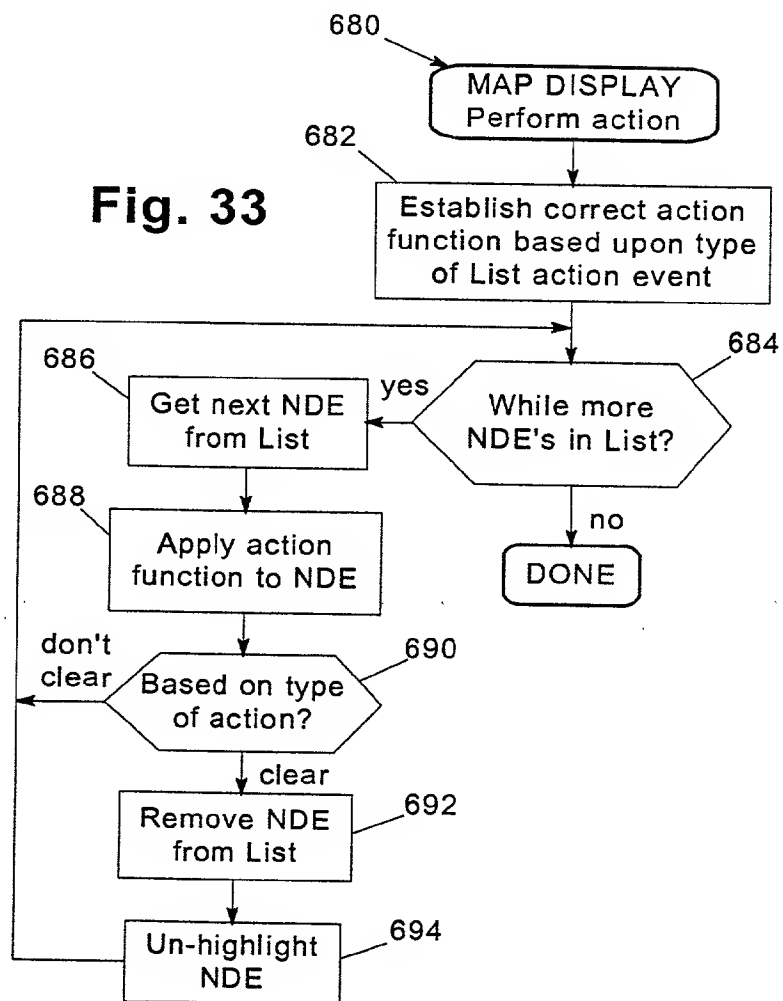 680
MAP DISPLAY
Perform action
682
Fig. 33
Establish correct action
function based upon type
of List action event
684
686
yes
Get next NDE
from List
While more
NDE's in List?
688
no
Apply action
function to NDE
DONE
don't
clear
690
Based on type
of action?
clear
692
Remove NDE
from List
694
Un-highlight
NDE